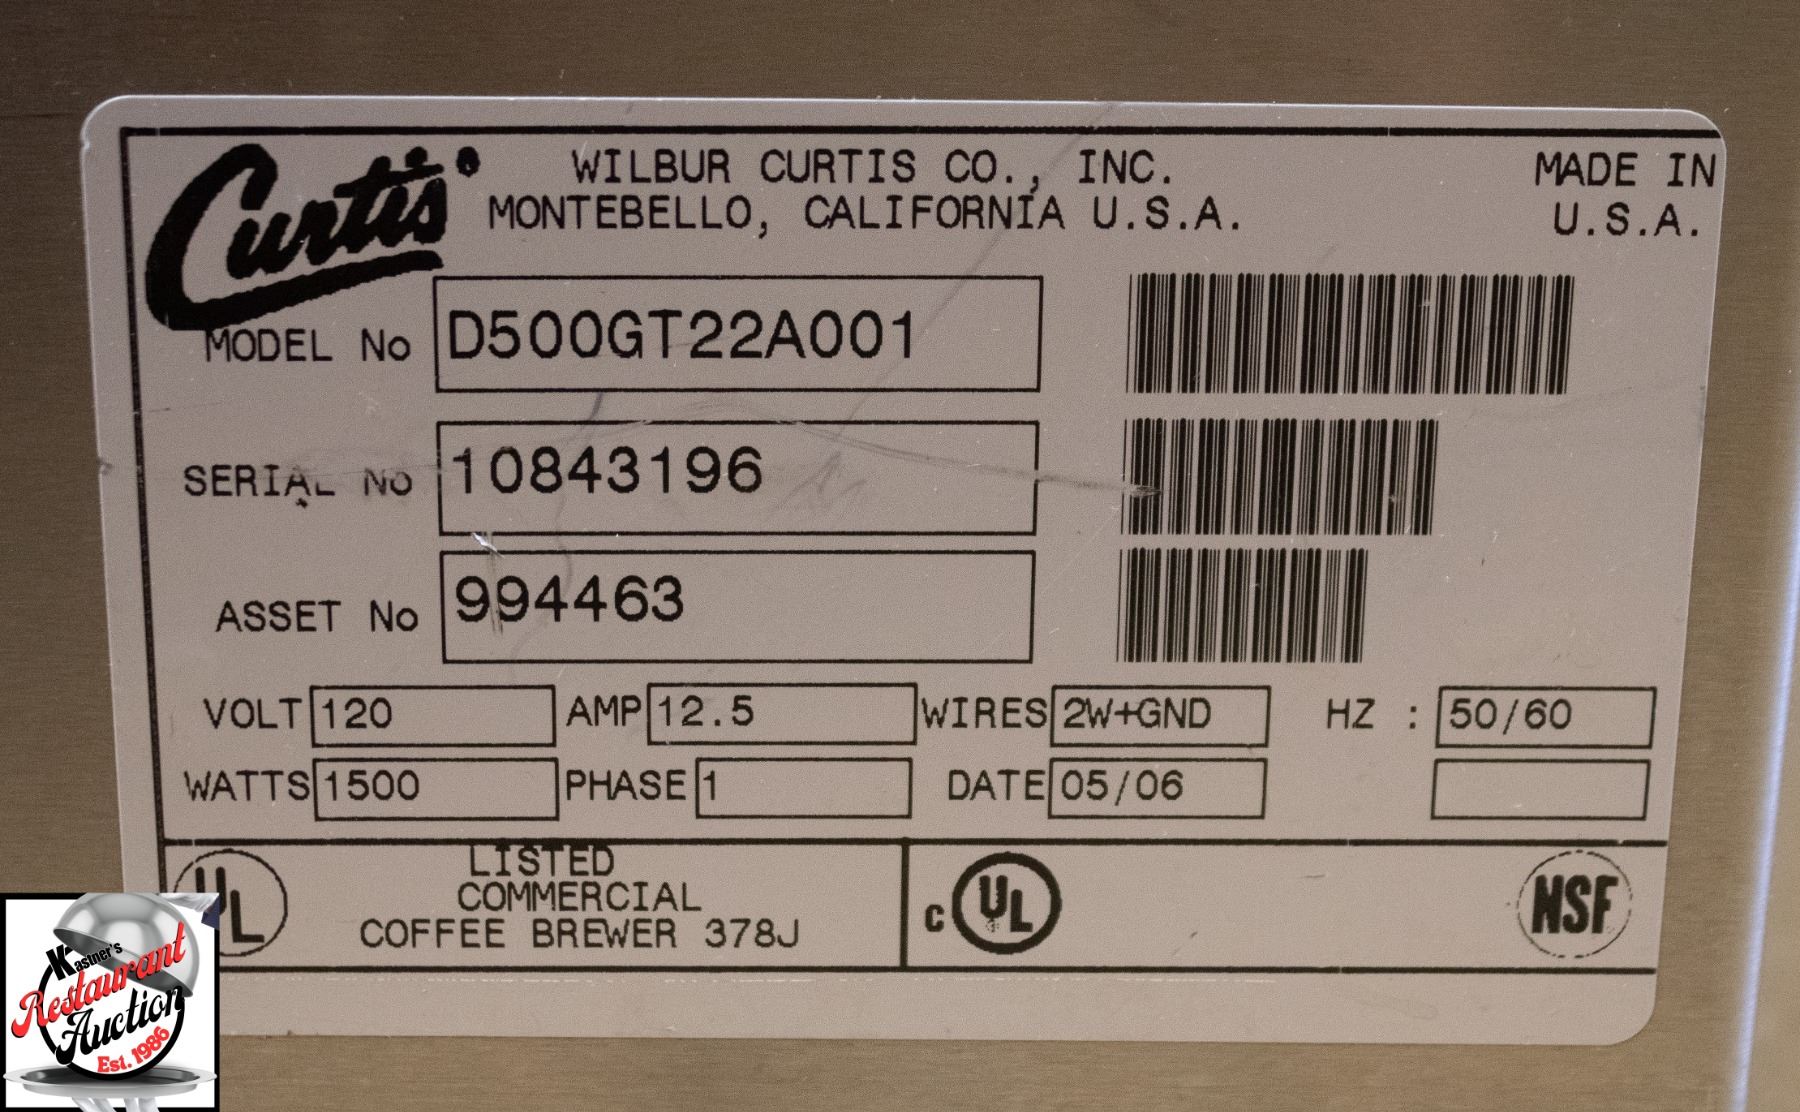 Curtis®
WILBUR CURTIS CO., INC.
MONTEBELLO, CALIFORNIA U.S.A.
MADE IN
U.S.A.
MODEL No D500GT22A001
SERIAL No 10843196
ASSET No 994463
VOLT 120 AMP 12.5 WIRES 2W+GND HZ : 50/60
WATTS 1500 PHASE 1 DATE 05/06
UL
LISTED
COMMERCIAL
COFFEE BREWER 378J
C UL
NSF
Kastner's
Restaurant
Auction
Est. 1986